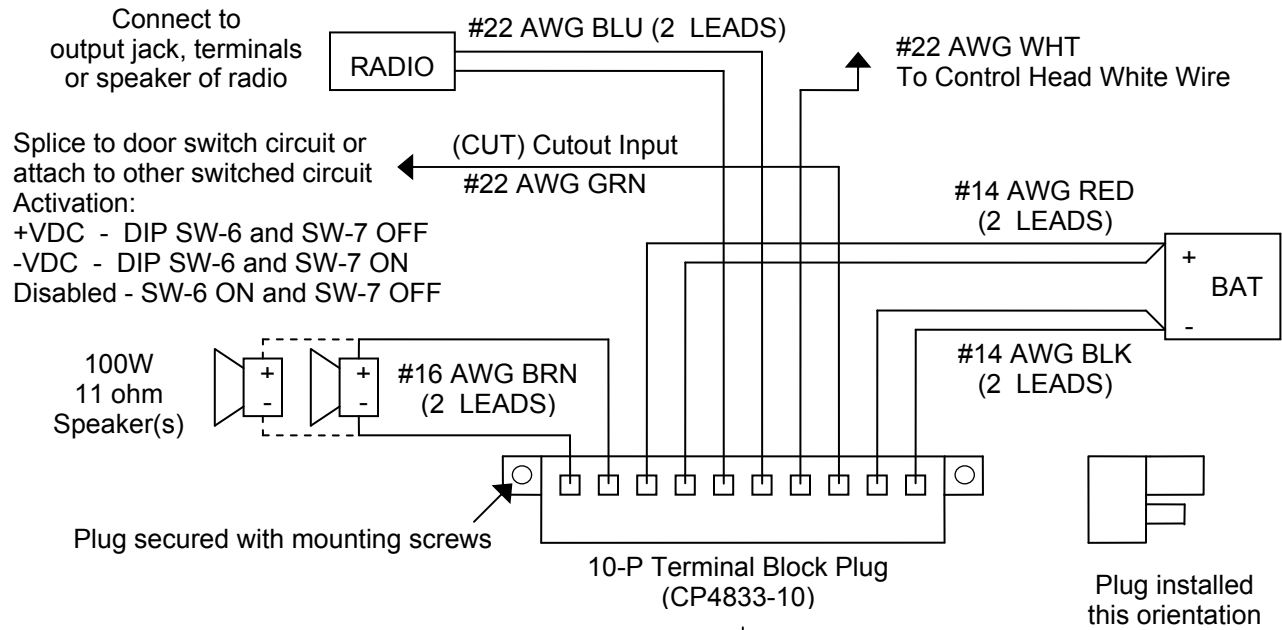 Connect to
output jack, terminals
or speaker of radio
RADIO
#22 AWG BLU (2 LEADS)
#22 AWG WHT
To Control Head White Wire
Splice to door switch circuit or
attach to other switched circuit
Activation:
+VDC - DIP SW-6 and SW-7 OFF
-VDC - DIP SW-6 and SW-7 ON
Disabled - SW-6 ON and SW-7 OFF
(CUT) Cutout Input
#22 AWG GRN
#14 AWG RED
(2 LEADS)
+
BAT
-
#14 AWG BLK
(2 LEADS)
100W
11 ohm
Speaker(s)
+
-
+
-
#16 AWG BRN
(2 LEADS)
Plug secured with mounting screws
10-P Terminal Block Plug
(CP4833-10)
Plug installed
this orientation